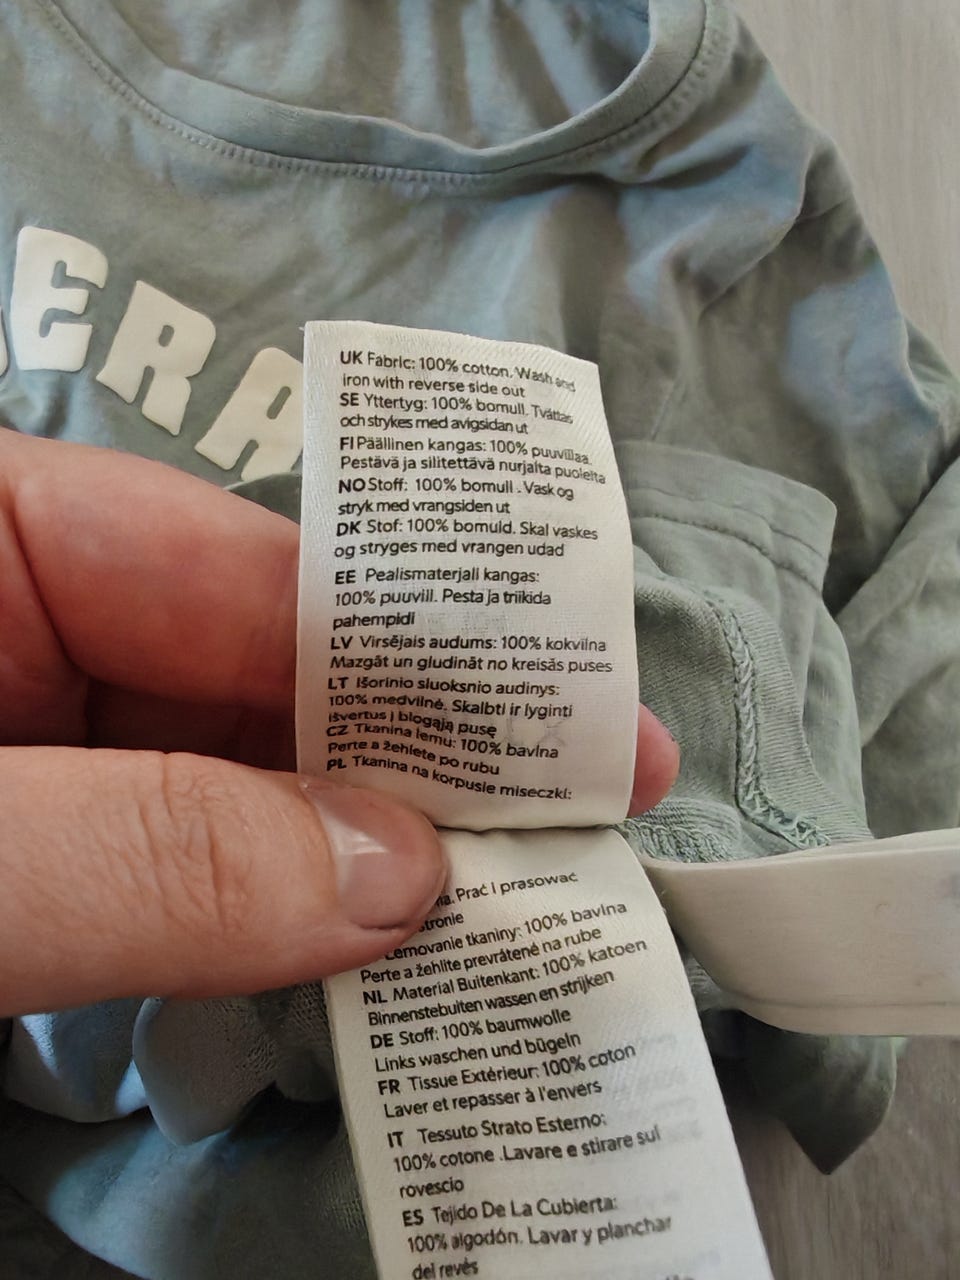 ERA
UK Fabric: 100% cotton. Wash and
iron with reverse side out
SE Yttertyg: 100% bomull. Tvättas
och strykes med avigsidan ut
FI Päällinen kangas: 100% puuvillaa.
Pestävä ja silitettävä nurjalta puolelta
NO Stoff: 100% bomull . Vask og
stryk med vrangsiden ut
DK Stof: 100% bomuld. Skal vaskes
og stryges med vrangen udad
EE Pealismaterjali kangas:
100% puuvill. Pesta ja triikida
pahempidi
LV Virsējais audums: 100% kokvilna
Mazgāt un gludināt no kreisās puses
LT Išorinio sluoksnio audinys:
100% medvilnė. Skalbti ir lyginti
išvertus į blogąją pusę
CZ Tkanina lemu: 100% bavlna
Perte a žehlete po rubu
PL Tkanina na korpusie miseczki:
Prać i prasować
stronie
Lemovanie tkaniny: 100% bavlna
Perte a žehlite prevrátené na rube
NL Material Buitenkant: 100% katoen
Binnenstebuiten wassen en strijken
DE Stoff: 100% baumwolle
Links waschen und bügeln
FR Tissue Extérieur: 100% coton
Laver et repasser à l'envers
IT Tessuto Strato Esterno:
100% cotone .Lavare e stirare sul
rovescio
ES Tejido De La Cubierta:
100% algodón. Lavar y planchar
del revés